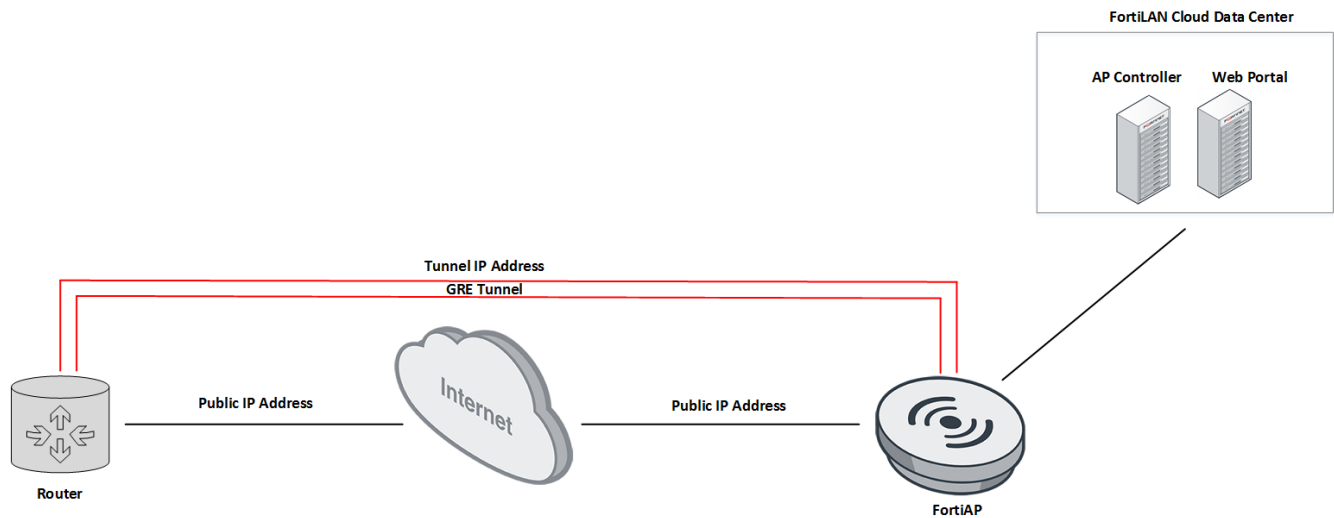 FortiLAN Cloud Data Center
AP Controller
Web Portal
Tunnel IP Address
GRE Tunnel
Internet
Public IP Address
Public IP Address
Router
FortiAP